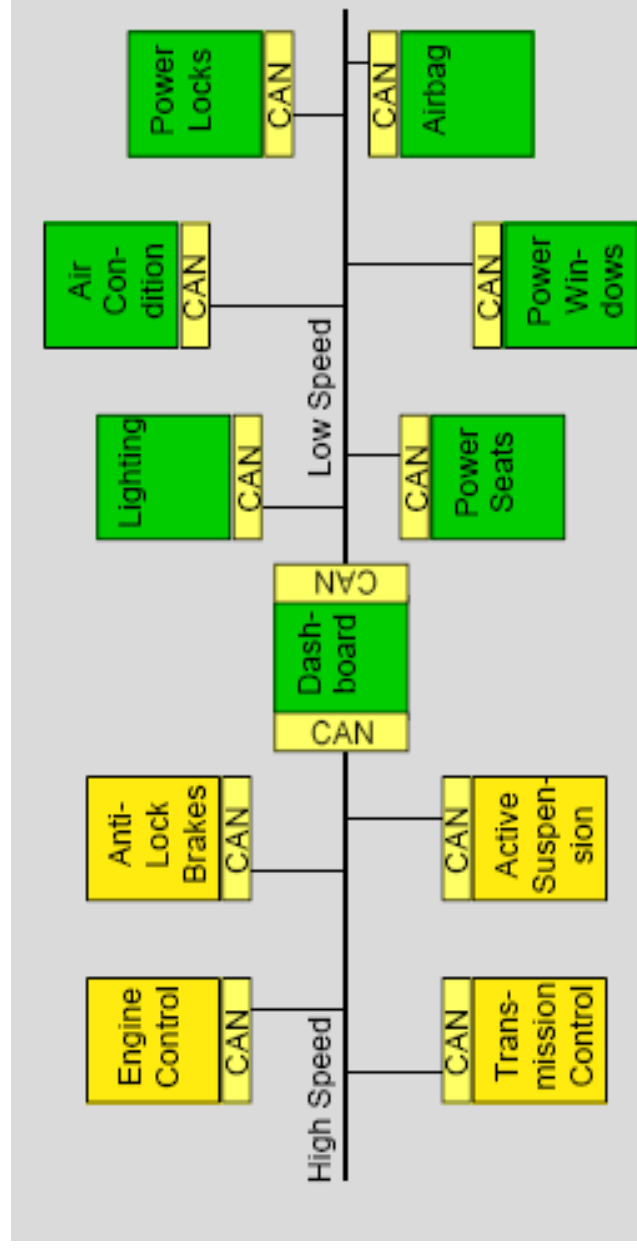 Engine
Control
CAN
Anti-
Lock
Brakes
CAN
Lighting
CAN
Air
Con-
dition
CAN
Power
Locks
CAN
High Speed
CAN
Dash-
board
CAN
Low Speed
CAN
Trans-
mission
Control
CAN
Active
Suspen-
sion
CAN
Power
Seats
CAN
Power
Win-
dows
CAN
Airbag